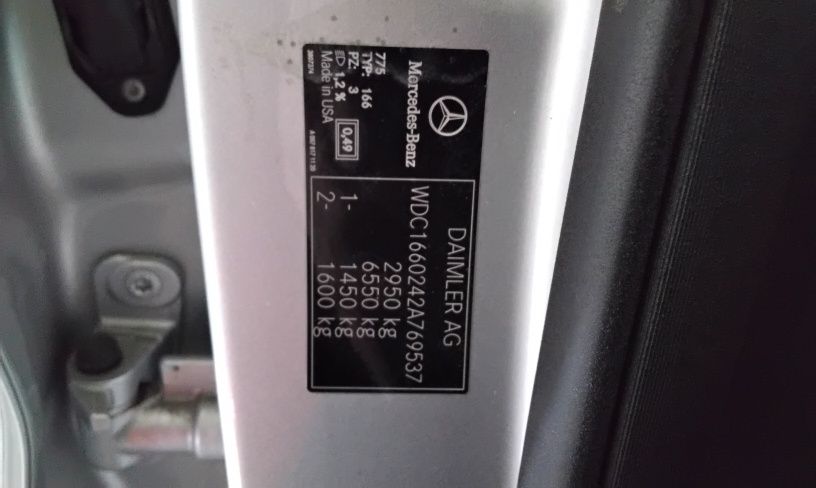 Mercedes-Benz
775
TYP: 166
PZ: 3
1,2 %
0,49
Made in USA
DAIMLER AG
WDC1660242A769537
2950 kg
6550 kg
1- 1450 kg
2- 1600 kg